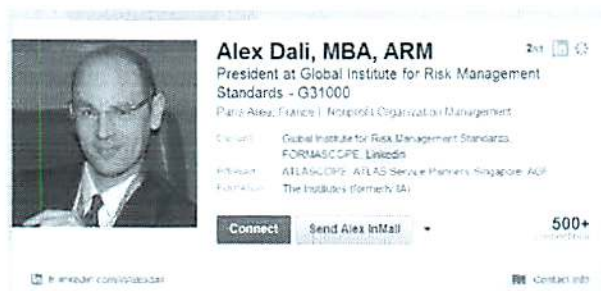 Alex Dali, MBA, ARM
President at Global Institute for Risk Management
Standards - G31000
Paris Area, France | Nonprofit Organization Management
Current Global Institute for Risk Management Standards,
FORMASCOPE, LinkedIn
ATLASCOPE, ATLAS Service Partners Singapore,
The Institutes (formerly IIA)
Connect Send Alex InMail 500+
Contact Info